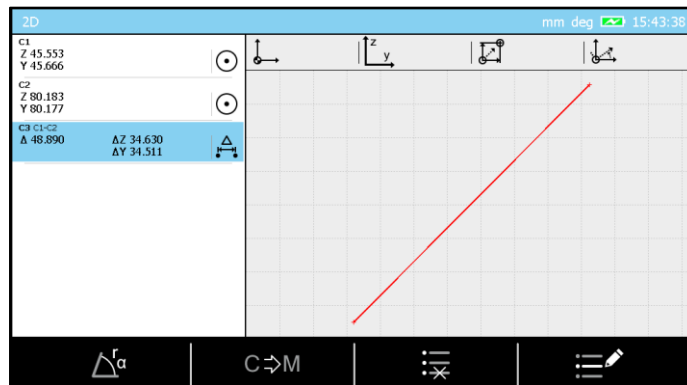 2D
mm deg 15:43:38
C1
Z 45.553
Y 45.666
C2
Z 80.183
Y 80.177
C3 C1-C2
Δ 48.890 ΔZ 34.630
ΔY 34.511
Δ
z
y
r
α
C⇨M